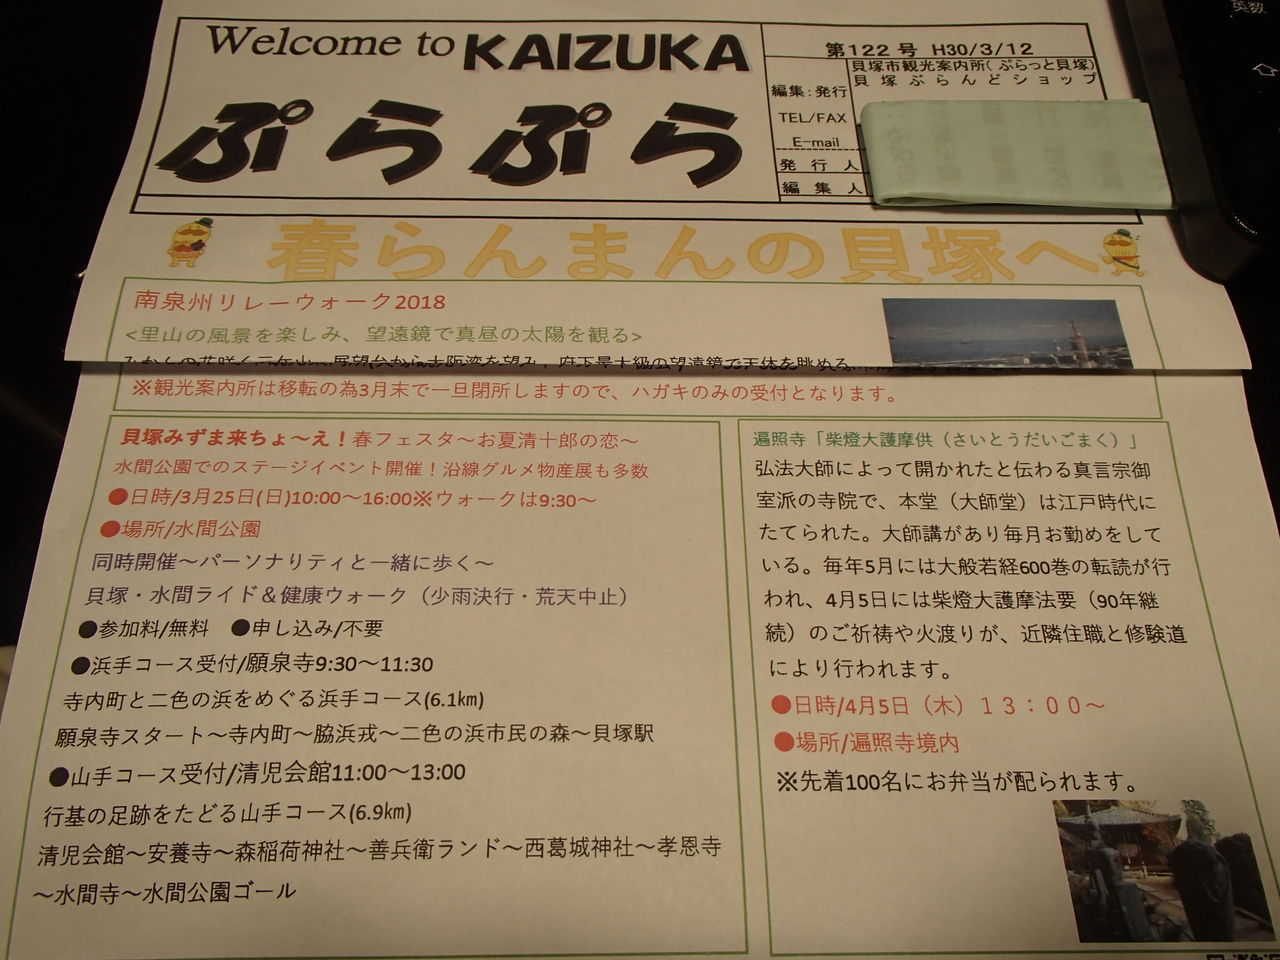 Welcome to KAIZUKA
ぷらぷら
第122号 H30/3/12
編集:発行
貝塚市観光案内所(ぷらっと貝塚)
貝塚ぶらんどショップ
TEL/FAX
E-mail
発行人
編集人
春らんまんの貝塚へ
南泉州リレーウォーク2018
<里山の風景を楽しみ、望遠鏡で真昼の太陽を観る>
※観光案内所は移転の為3月末で一旦閉所しますので、ハガキのみの受付となります。
貝塚みずま来ちょ～え！春フェスタ～お夏清十郎の恋～
水間公園でのステージイベント開催！沿線グルメ物産展も多数
●日時/3月25日(日)10:00～16:00※ウォークは9:30～
●場所/水間公園
同時開催～パーソナリティと一緒に歩く～
貝塚・水間ライド＆健康ウォーク（少雨決行・荒天中止）
●参加料/無料　●申し込み/不要
●浜手コース受付/願泉寺9:30～11:30
寺内町と二色の浜をめぐる浜手コース(6.1㎞)
願泉寺スタート～寺内町～脇浜戎～二色の浜市民の森～貝塚駅
●山手コース受付/清児会館11:00～13:00
行基の足跡をたどる山手コース(6.9㎞)
清児会館～安養寺～森稲荷神社～善兵衛ランド～西葛城神社～孝恩寺
～水間寺～水間公園ゴール
遍照寺「柴燈大護摩供（さいとうだいごまく）」
弘法大師によって開かれたと伝わる真言宗御
室派の寺院で、本堂（大師堂）は江戸時代に
たてられた。大師講があり毎月お勤めをして
いる。毎年5月には大般若経600巻の転読が行
われ、4月5日には柴燈大護摩法要（90年継
続）のご祈祷や火渡りが、近隣住職と修験道
により行われます。
●日時/4月5日（木）１３：００～
●場所/遍照寺境内
※先着100名にお弁当が配られます。
英数